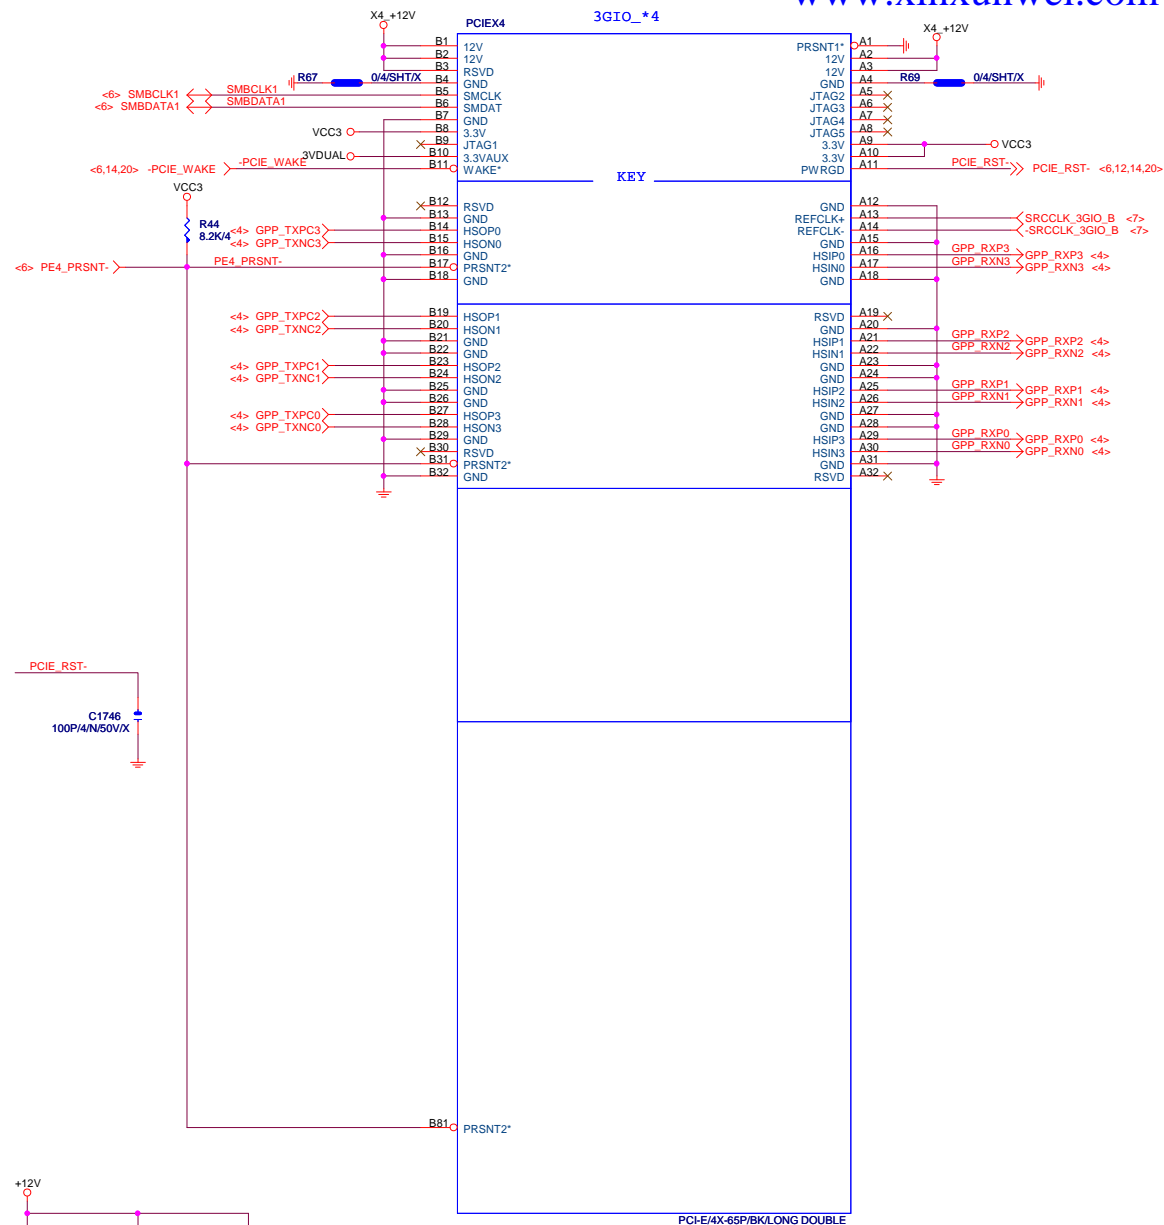 X4_+12V
PCIEX4
3GIO_*4
X4_+12V
B1 12V PRSNT1* A1
B2 12V 12V A2
B3 RSVD 12V A3
R67 0/4/SHT/X B4 GND GND A4 R69 0/4/SHT/X
<6> SMBCLK1 SMBCLK1 B5 SMCLK JTAG2 A5
<6> SMBDATA1 SMBDATA1 B6 SMDAT JTAG3 A6
B7 GND JTAG4 A7
VCC3 B8 3.3V JTAG5 A8
B9 JTAG1 3.3V A9 VCC3
3VDUAL B10 3.3VAUX 3.3V A10
<6,14,20> -PCIE_WAKE -PCIE_WAKE B11 WAKE* PWRGD A11 PCIE_RST- PCIE_RST- <6,12,14,20>
KEY
VCC3
R44
8.2K/4
B12 RSVD GND A12
B13 GND REFCLK+ A13 SRCCLK_3GIO_B <7>
<4> GPP_TXPC3 B14 HSOP0 REFCLK- A14 -SRCCLK_3GIO_B <7>
<4> GPP_TXNC3 B15 HSON0 GND A15
B16 GND HSIP0 A16 GPP_RXP3 GPP_RXP3 <4>
<6> PE4_PRSNT- PE4_PRSNT- B17 PRSNT2* HSIN0 A17 GPP_RXN3 GPP_RXN3 <4>
B18 GND GND A18
<4> GPP_TXPC2 B19 HSOP1 RSVD A19
<4> GPP_TXNC2 B20 HSON1 GND A20
B21 GND HSIP1 A21 GPP_RXP2 GPP_RXP2 <4>
B22 GND HSIN1 A22 GPP_RXN2 GPP_RXN2 <4>
<4> GPP_TXPC1 B23 HSOP2 GND A23
<4> GPP_TXNC1 B24 HSON2 GND A24
B25 GND HSIP2 A25 GPP_RXP1 GPP_RXP1 <4>
B26 GND HSIN2 A26 GPP_RXN1 GPP_RXN1 <4>
<4> GPP_TXPC0 B27 HSOP3 GND A27
<4> GPP_TXNC0 B28 HSON3 GND A28
B29 GND HSIP3 A29 GPP_RXP0 GPP_RXP0 <4>
B30 RSVD HSIN3 A30 GPP_RXN0 GPP_RXN0 <4>
B31 PRSNT2* GND A31
B32 GND RSVD A32
PCIE_RST-
C1746
100P/4/N/50V/X
B81 PRSNT2*
+12V
PCI-E/4X-65P/BK/LONG DOUBLE